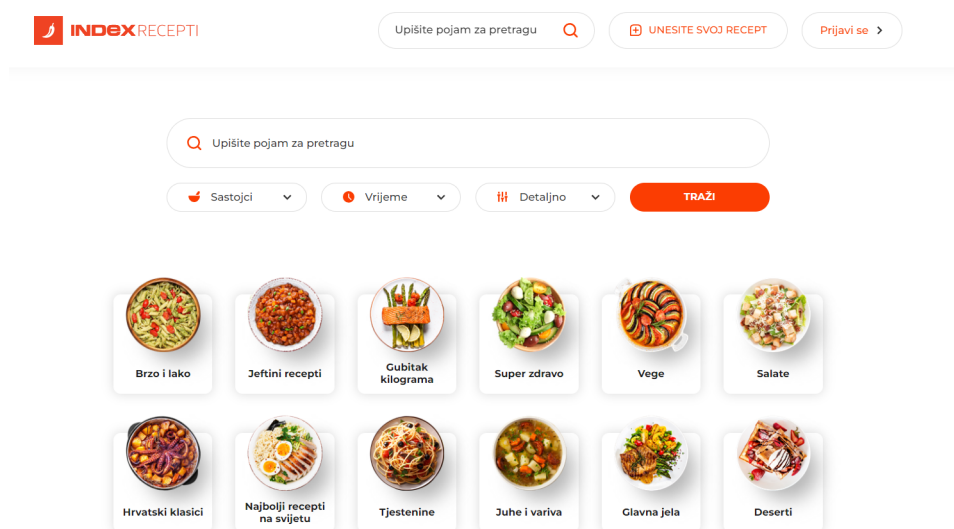 INDEX RECEPTI
Upišite pojam za pretragu
UNESITE SVOJ RECEPT
Prijavi se
Upišite pojam za pretragu
Sastojci
Vrijeme
Detaljno
TRAŽI
Brzo i lako
Jeftini recepti
Gubitak
kilograma
Super zdravo
Vege
Salate
Hrvatski klasici
Najbolji recepti
na svijetu
Tjestenine
Juhe i variva
Glavna jela
Deserti